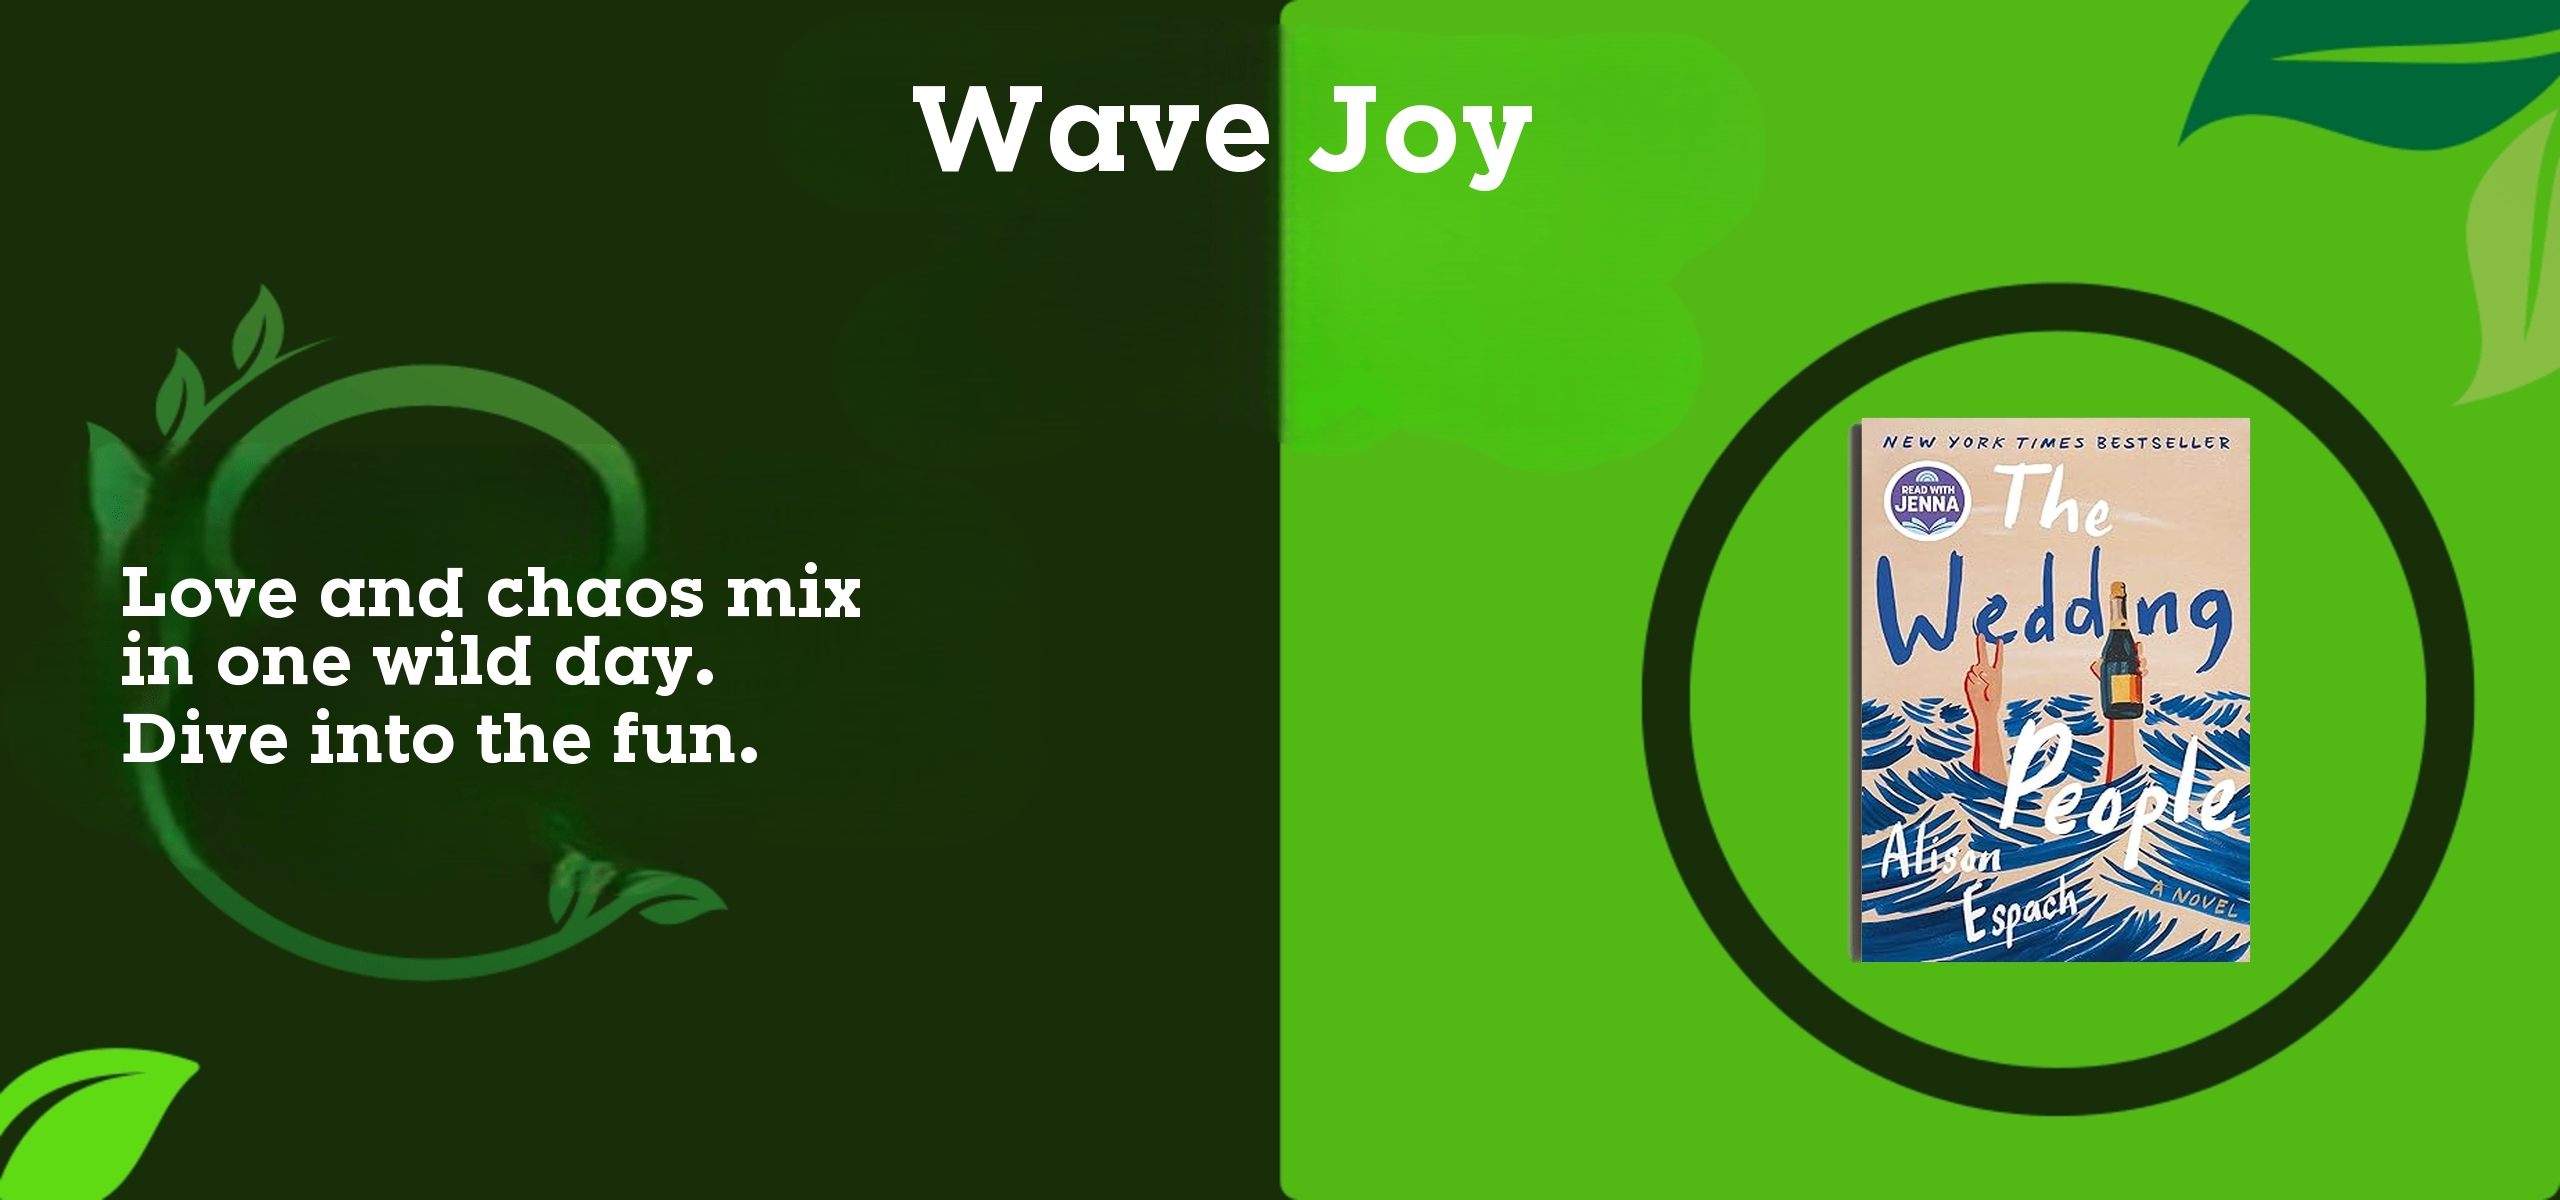 Wave Joy
Love and chaos mix
in one wild day.
Dive into the fun.
NEW YORK TIMES BESTSELLER
READ WITH
JENNA
The
Wedding
People
Alison
Espach
A NOVEL